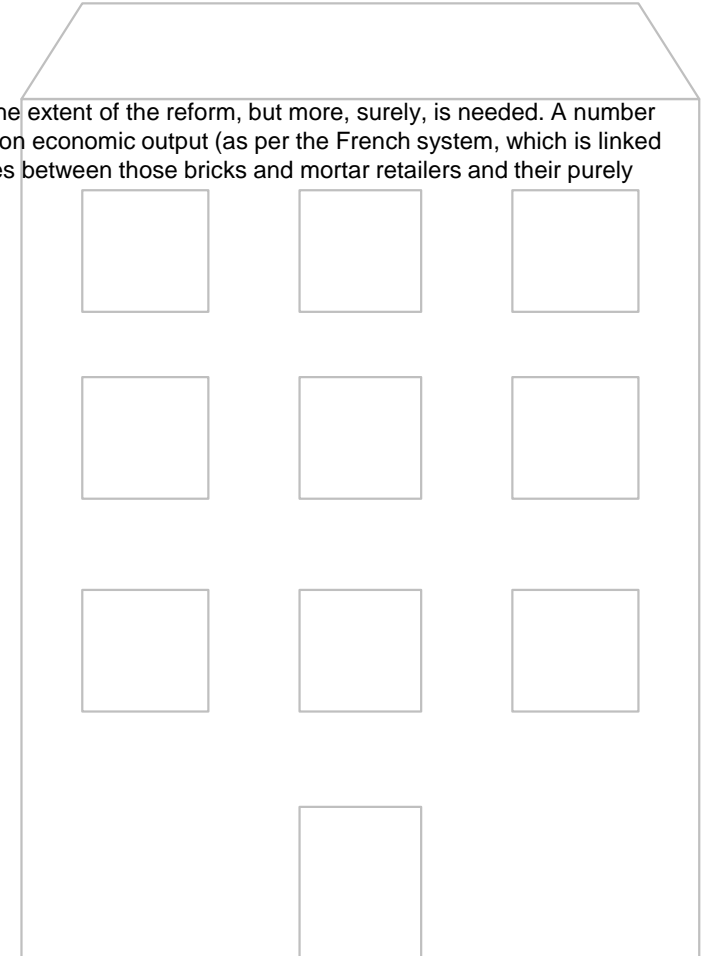 extent of the reform, but more, surely, is needed. A number
on economic output (as per the French system, which is linked
between those bricks and mortar retailers and their purely